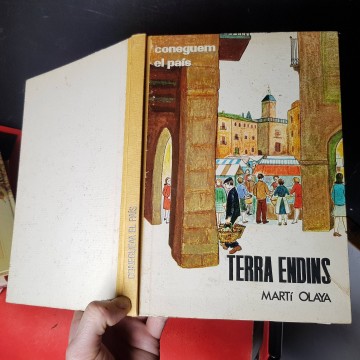 coneguem
el país
TERRA ENDINS
MARTÍ OLAYA
CONEGUEM EL PAÍS